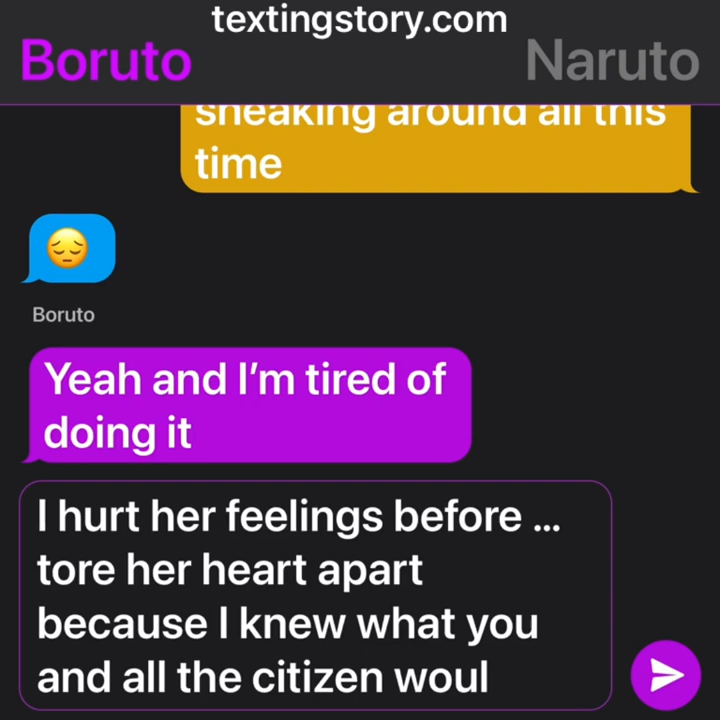 textingstory.com
Boruto Naruto
sneaking around all this
time
Boruto
Yeah and I’m tired of
doing it
I hurt her feelings before ...
tore her heart apart
because I knew what you
and all the citizen woul